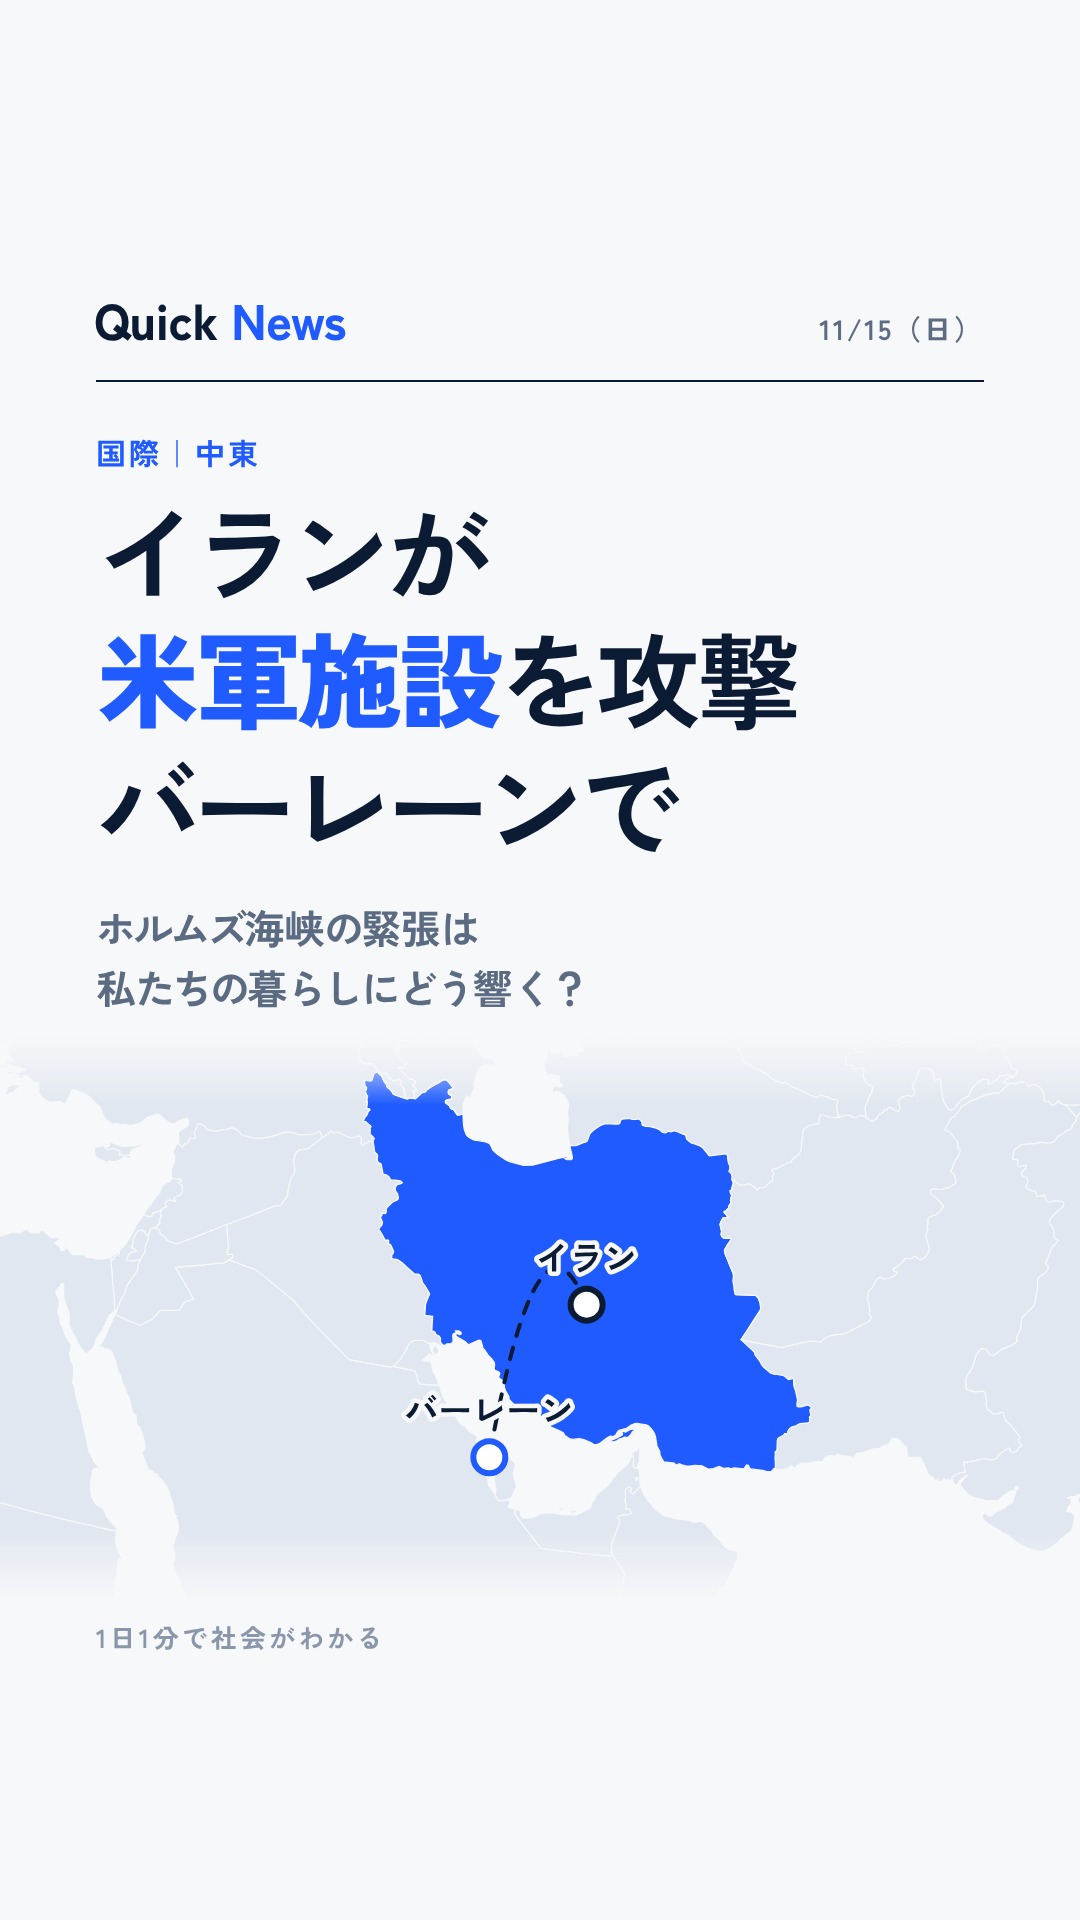 Quick News
11/15（日）
国際｜中東
イランが
米軍施設を攻撃
バーレーンで
ホルムズ海峡の緊張は
私たちの暮らしにどう響く？
イラン
バーレーン
1日1分で社会がわかる